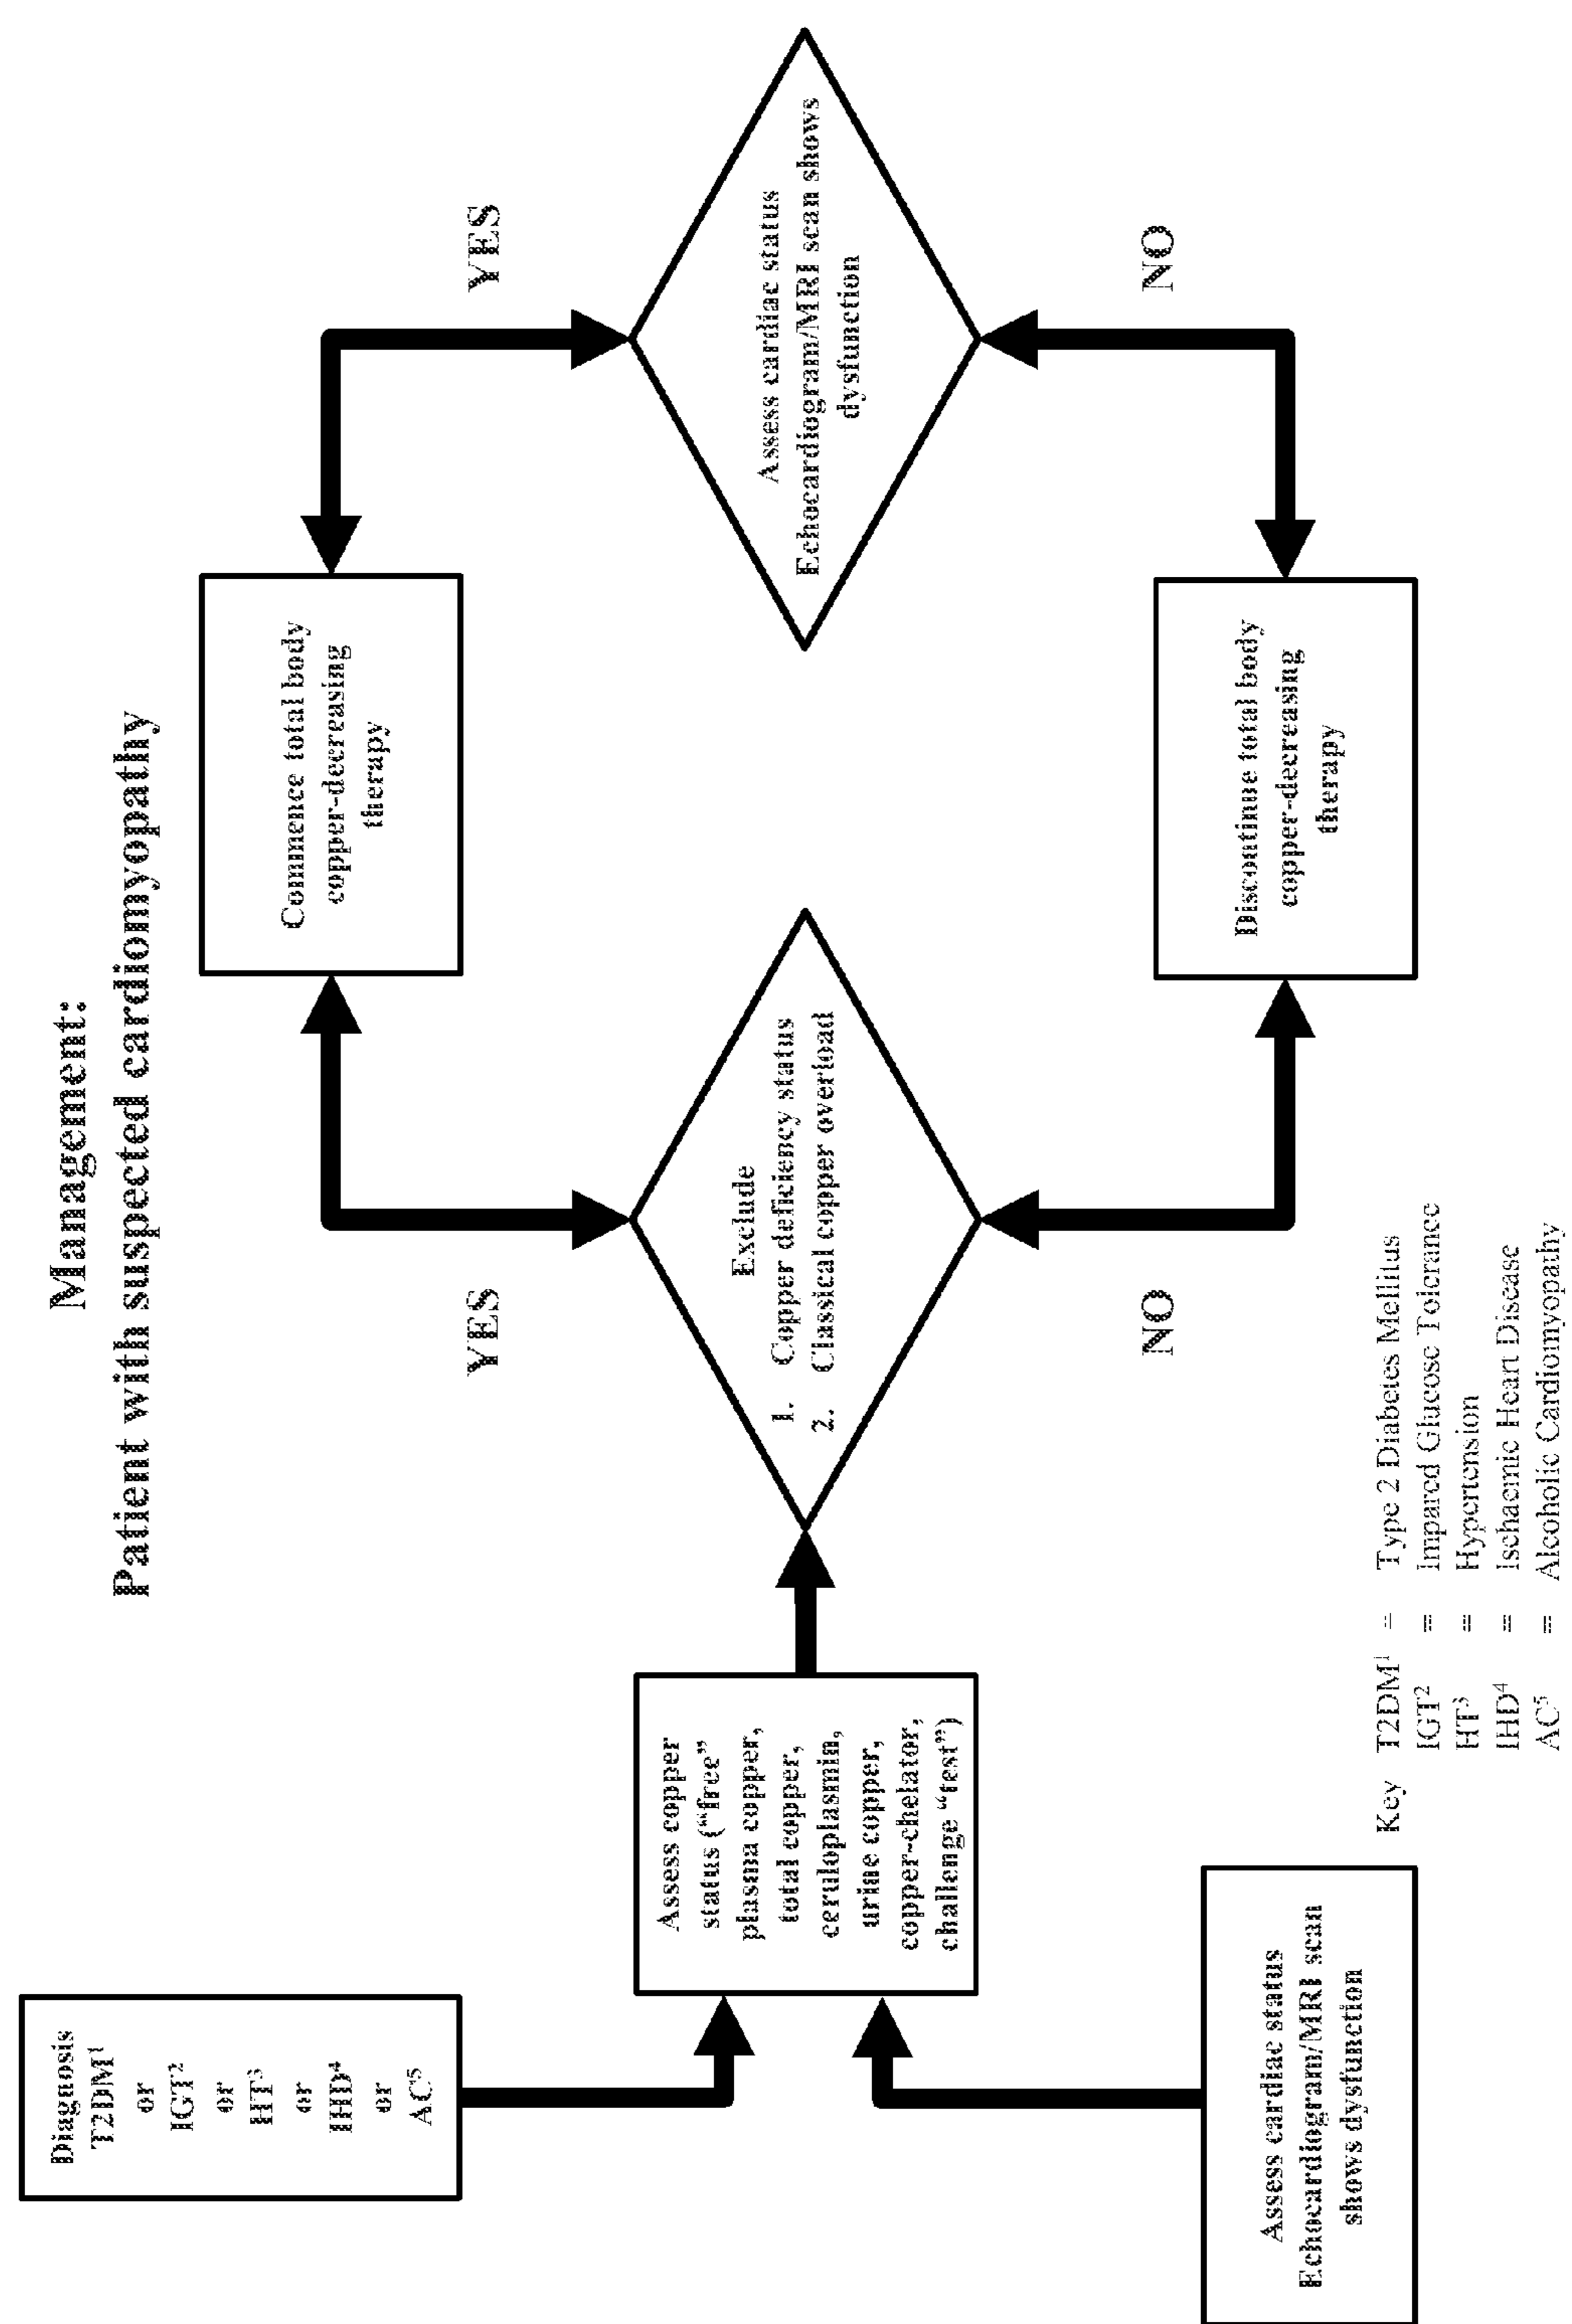 Management:
Patient with suspected cardiomyopathy
Diagnosis
T2DM¹
or
IGT²
or
HT³
or
IHD⁴
or
AC⁵
Assess cardiac status
Echocardiogram/MRI scan
shows dysfunction
Assess copper
status (“free”
plasma copper,
total copper,
ceruloplasmin,
urine copper,
copper-chelator,
challenge “test”)
Exclude
1. Copper deficiency status
2. Classical copper overload
YES
NO
Commence total body
copper-decreasing
therapy
Discontinue total body
copper-decreasing
therapy
Assess cardiac status
Echocardiogram/MRI scan shows
dysfunction
YES
NO
Key T2DM¹ = Type 2 Diabetes Mellitus
IGT² = Impared Glucose Tolerance
HT³ = Hypertension
IHD⁴ = Ischaemic Heart Disease
AC⁵ = Alcoholic Cardiomyopathy